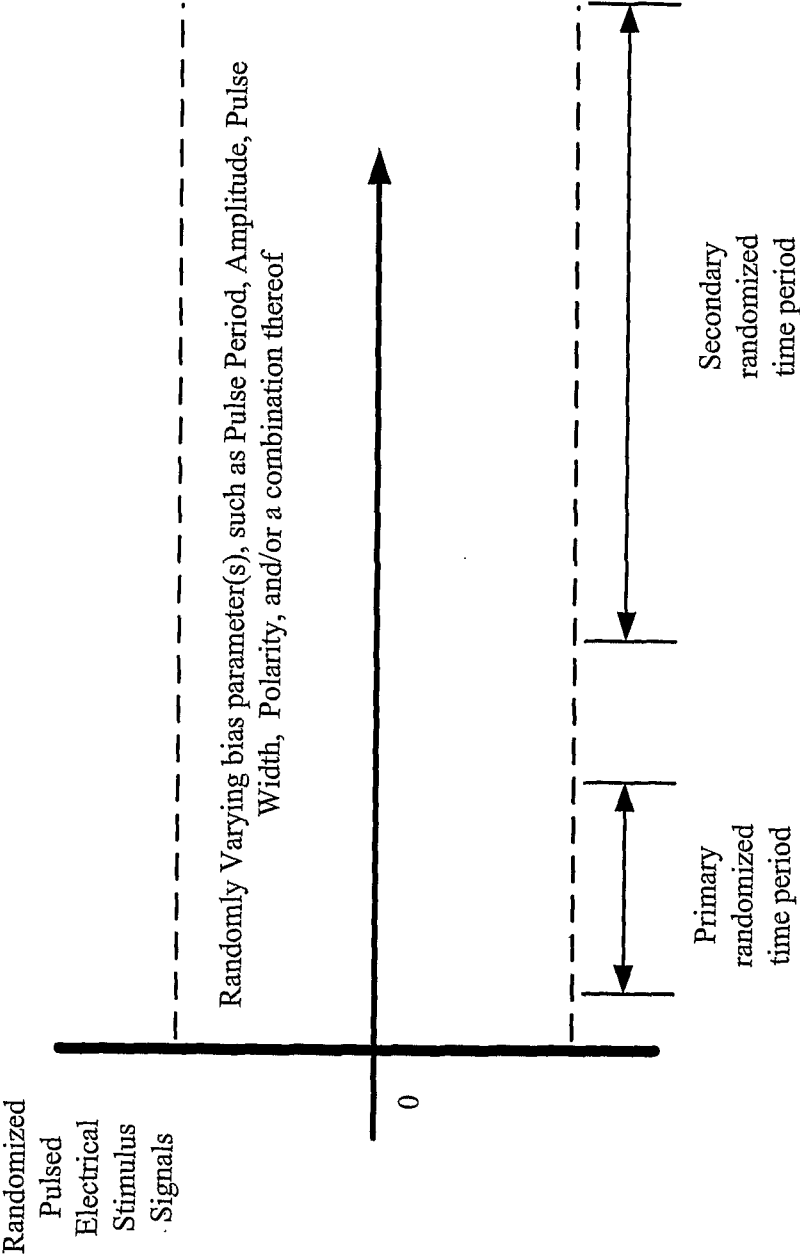 Randomized
Pulsed
Electrical
Stimulus
Signals
Randomly Varying bias parameter(s), such as Pulse Period, Amplitude, Pulse
Width, Polarity, and/or a combination thereof
0
Primary
randomized
time period
Secondary
randomized
time period